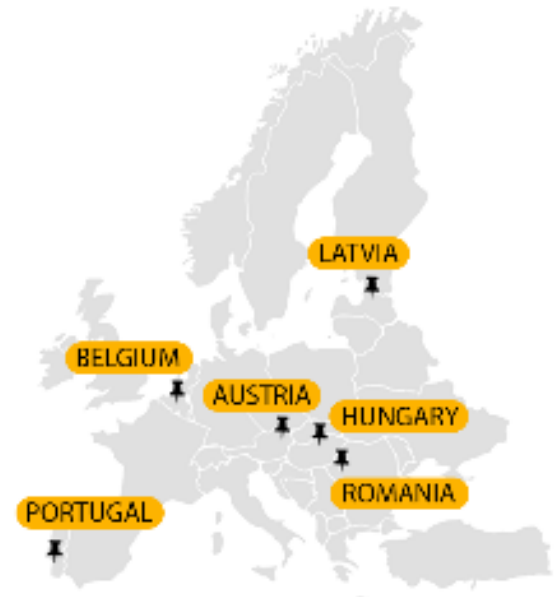 LATVIA
BELGIUM
AUSTRIA
HUNGARY
ROMANIA
PORTUGAL